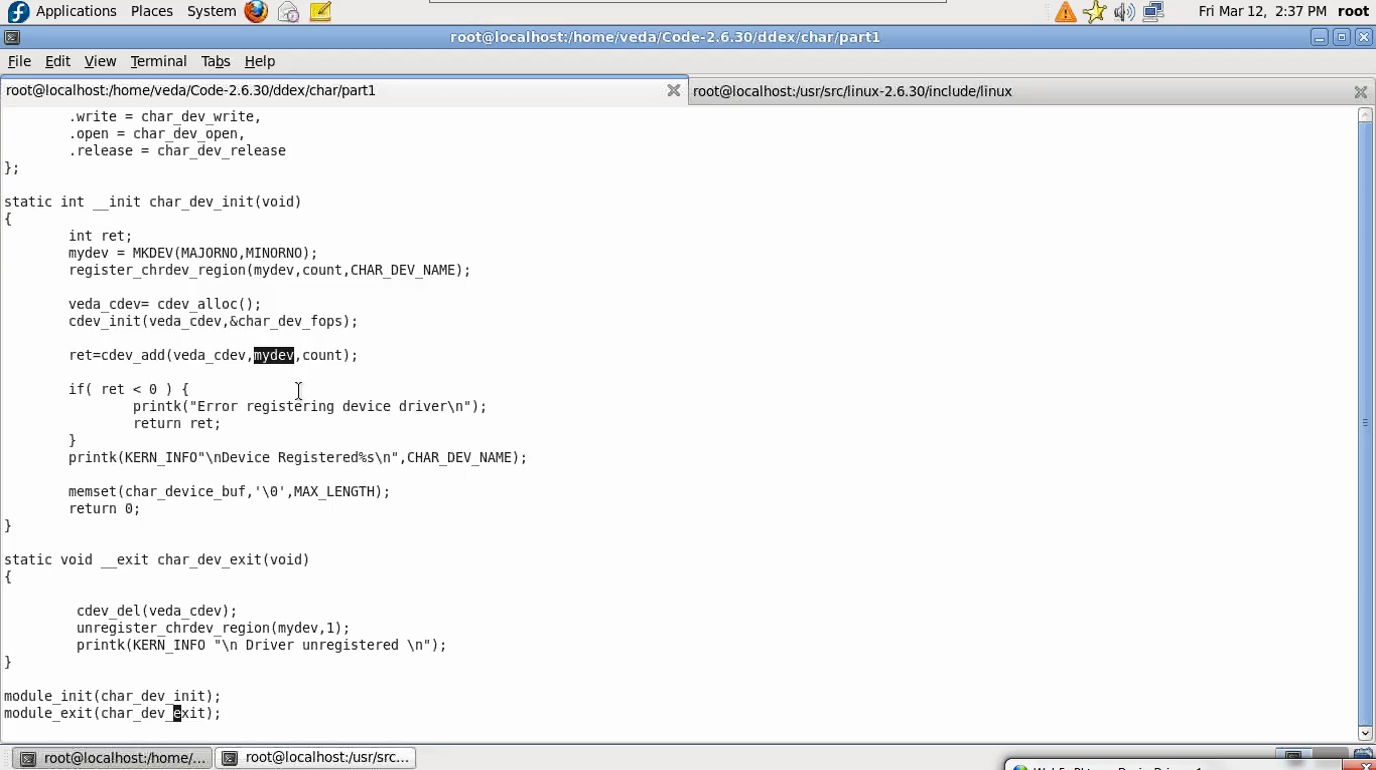 Applications Places System Fri Mar 12, 2:37 PM root
root@localhost:/home/veda/Code-2.6.30/ddex/char/part1
File Edit View Terminal Tabs Help
root@localhost:/home/veda/Code-2.6.30/ddex/char/part1 root@localhost:/usr/src/linux-2.6.30/include/linux
.write = char_dev_write,
.open = char_dev_open,
.release = char_dev_release
};
static int __init char_dev_init(void)
{
int ret;
mydev = MKDEV(MAJORNO,MINORNO);
register_chrdev_region(mydev,count,CHAR_DEV_NAME);
veda_cdev= cdev_alloc();
cdev_init(veda_cdev,&char_dev_fops);
ret=cdev_add(veda_cdev,mydev,count);
if( ret < 0 ) {
printk("Error registering device driver\n");
return ret;
}
printk(KERN_INFO"\nDevice Registered%s\n",CHAR_DEV_NAME);
memset(char_device_buf,'\0',MAX_LENGTH);
return 0;
}
static void __exit char_dev_exit(void)
{
cdev_del(veda_cdev);
unregister_chrdev_region(mydev,1);
printk(KERN_INFO "\n Driver unregistered \n");
}
module_init(char_dev_init);
module_exit(char_dev_exit);
root@localhost:/home/... root@localhost:/usr/src...